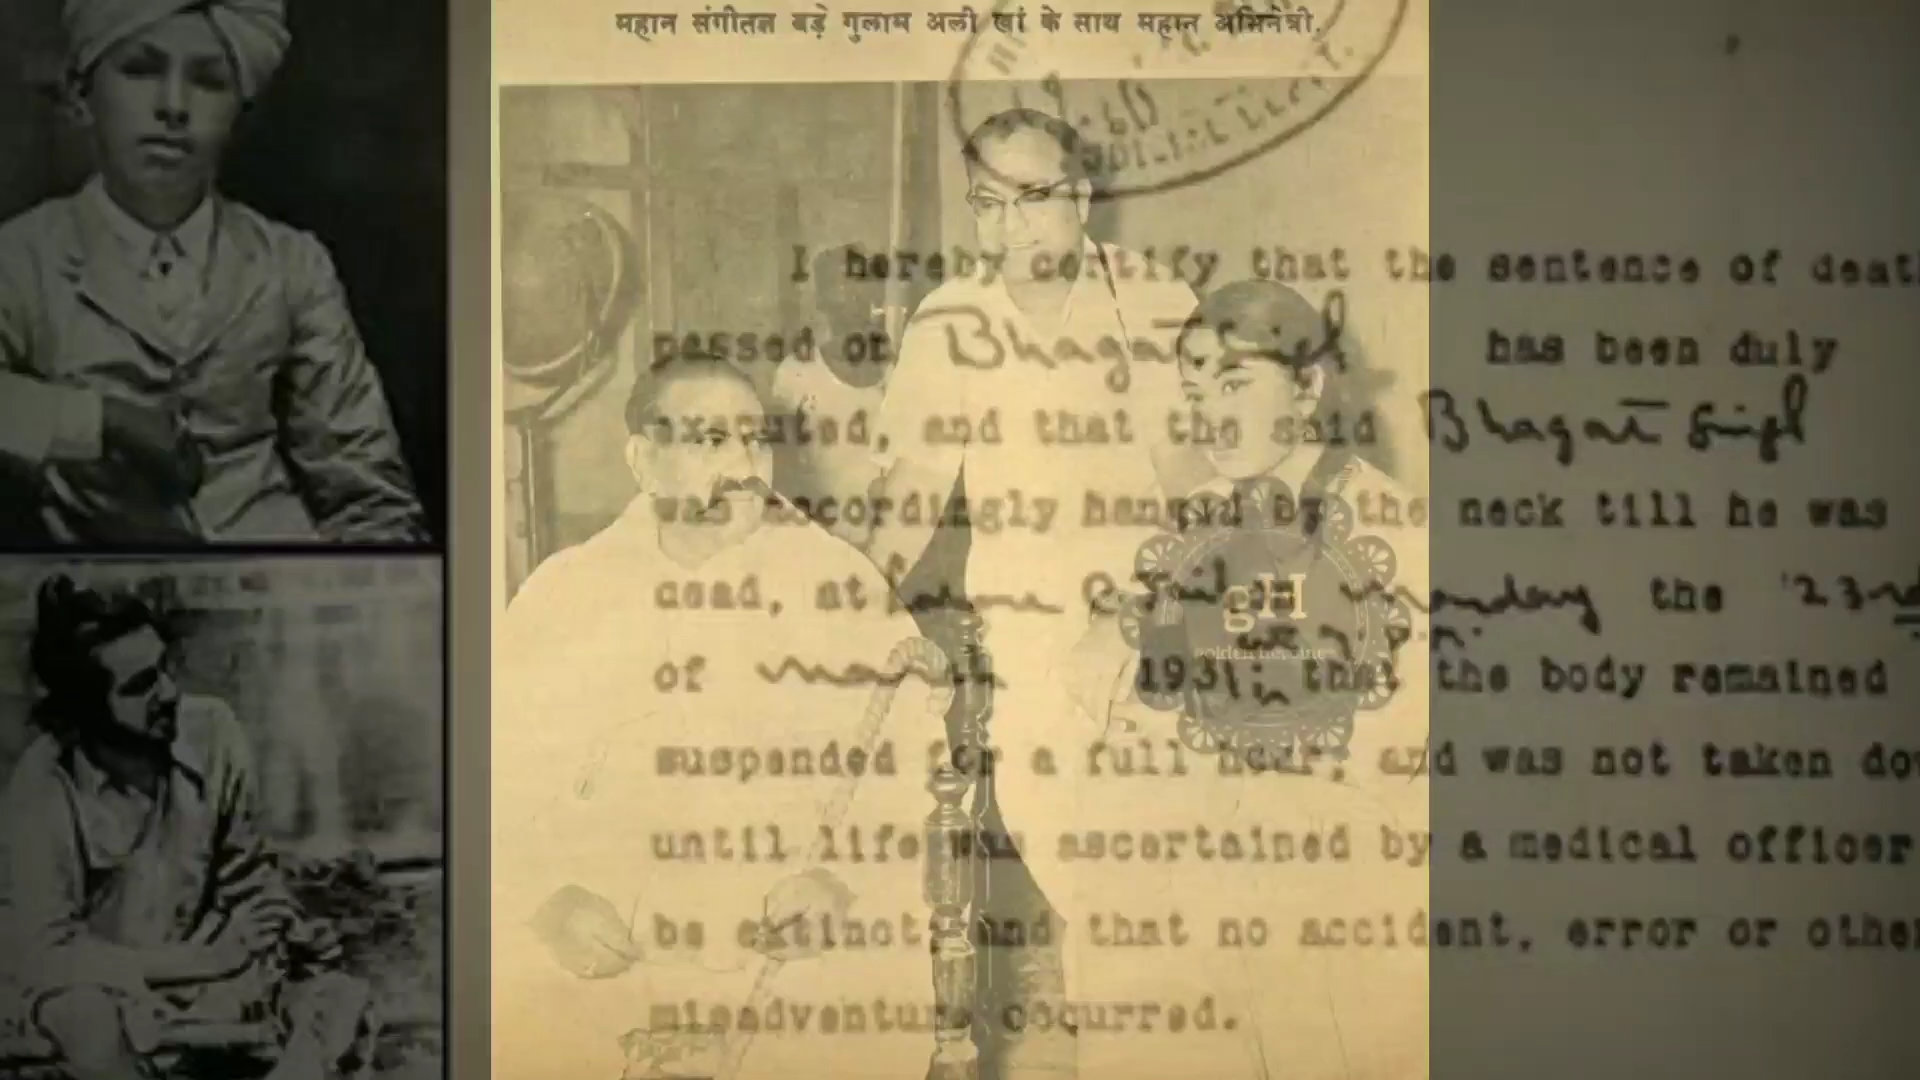 महान संगीतज्ञ बड़े गुलाम अली खां के साथ महान अभिनेत्री.
I hereby certify that the sentence of deat
passed on Bhagat Singh has been duly
executed, and that the said Bhagat Singh
was accordingly hanged by the neck till he was
dead, at Lahore C. Jail on Monday the 23rd
of March 1931 in that the body remained
suspended for a full hour, and was not taken do
until life was ascertained by a medical officer
be extinct; and that no accident, error or othe
misadventure occurred.
gH